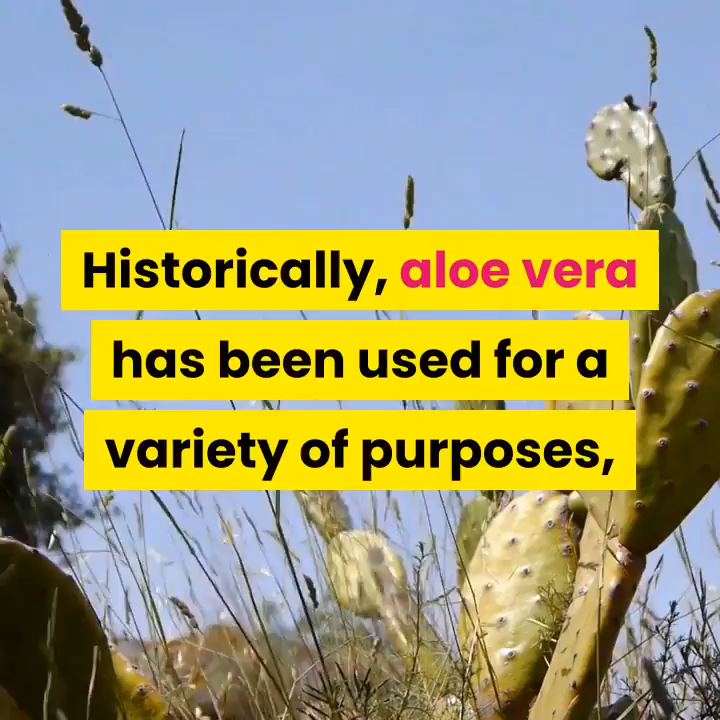 Historically, aloe vera
has been used for a
variety of purposes,